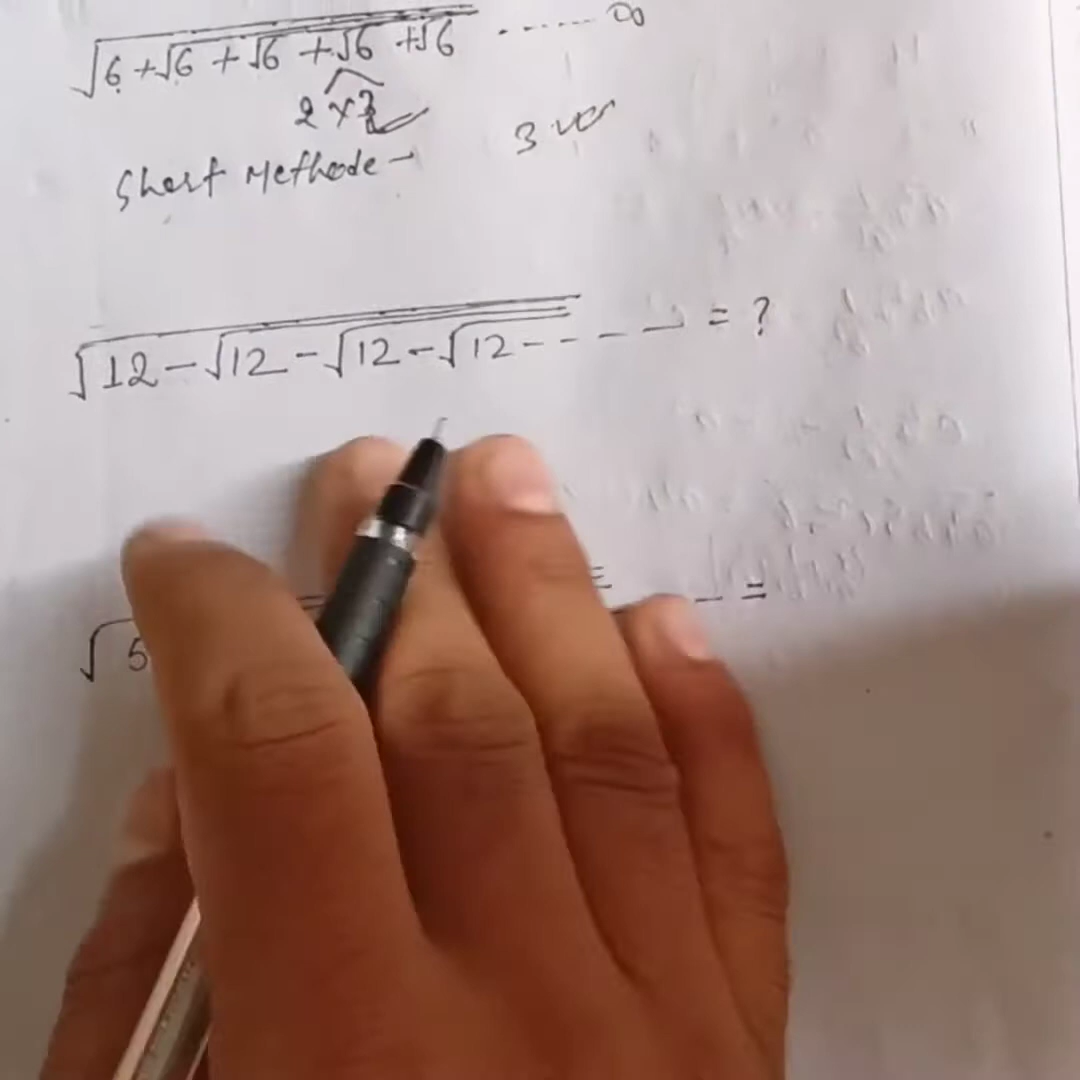 √6 + √6 + √6 + √6 + √6 ...... ∞
2 × 3
Short Methode - 3
√12 - √12 - √12 - √12 - - - - - = ?
√5 - =